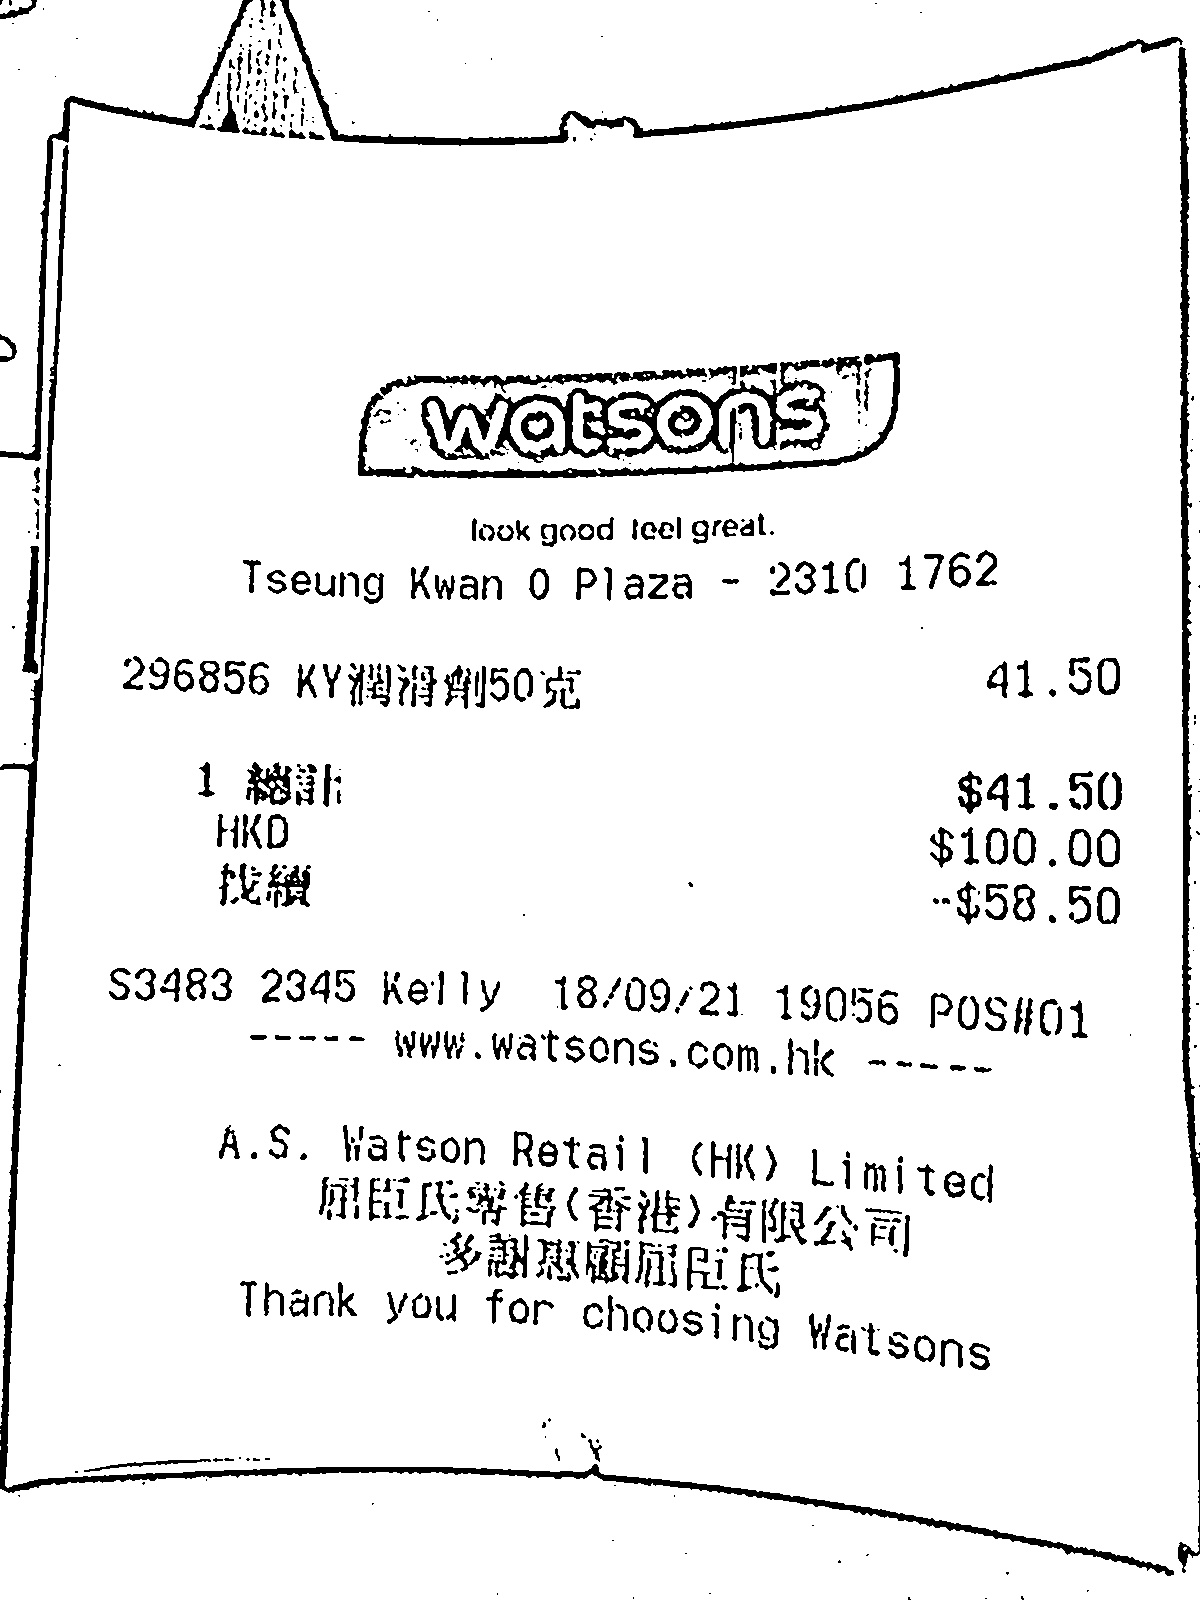 watsons
look good feel great.
Tseung Kwan O Plaza - 2310 1762
296856 KY潤滑劑50克 41.50
1 總計 $41.50
HKD $100.00
找續 -$58.50
S3483 2345 Kelly 18/09/21 19056 POS#01
----- www.watsons.com.hk -----
A.S. Watson Retail (HK) Limited
屈臣氏零售(香港)有限公司
多謝惠顧屈臣氏
Thank you for choosing Watsons